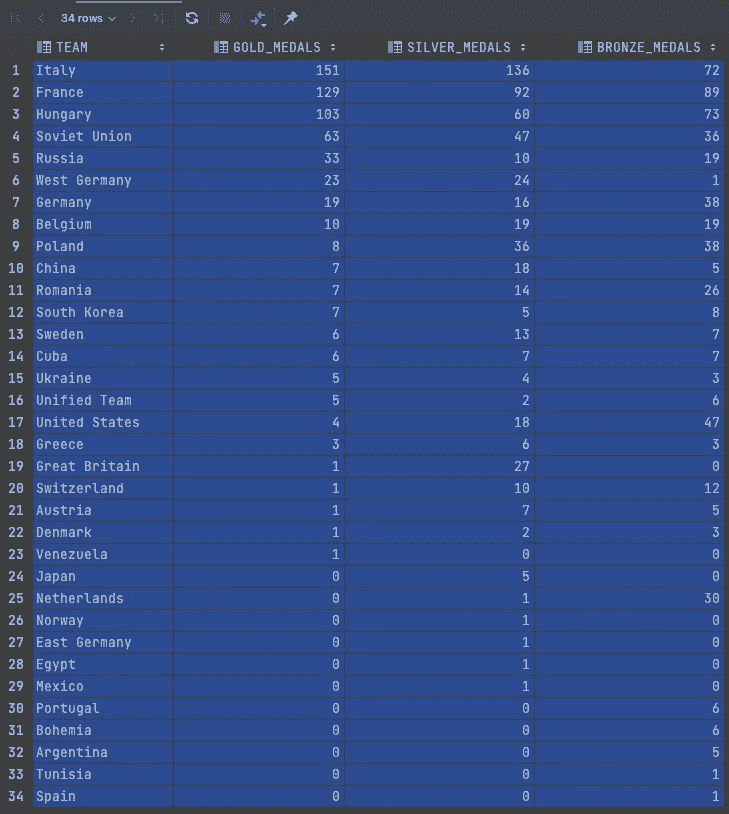 34 rows
TEAM GOLD_MEDALS SILVER_MEDALS BRONZE_MEDALS
1 Italy 151 136 72
2 France 129 92 89
3 Hungary 103 60 73
4 Soviet Union 63 47 36
5 Russia 33 10 19
6 West Germany 23 24 1
7 Germany 19 16 38
8 Belgium 10 19 19
9 Poland 8 36 38
10 China 7 18 5
11 Romania 7 14 26
12 South Korea 7 5 8
13 Sweden 6 13 7
14 Cuba 6 7 7
15 Ukraine 5 4 3
16 Unified Team 5 2 6
17 United States 4 18 47
18 Greece 3 6 3
19 Great Britain 1 27 0
20 Switzerland 1 10 12
21 Austria 1 7 5
22 Denmark 1 2 3
23 Venezuela 1 0 0
24 Japan 0 5 0
25 Netherlands 0 1 30
26 Norway 0 1 0
27 East Germany 0 1 0
28 Egypt 0 1 0
29 Mexico 0 1 0
30 Portugal 0 0 6
31 Bohemia 0 0 6
32 Argentina 0 0 5
33 Tunisia 0 0 1
34 Spain 0 0 1